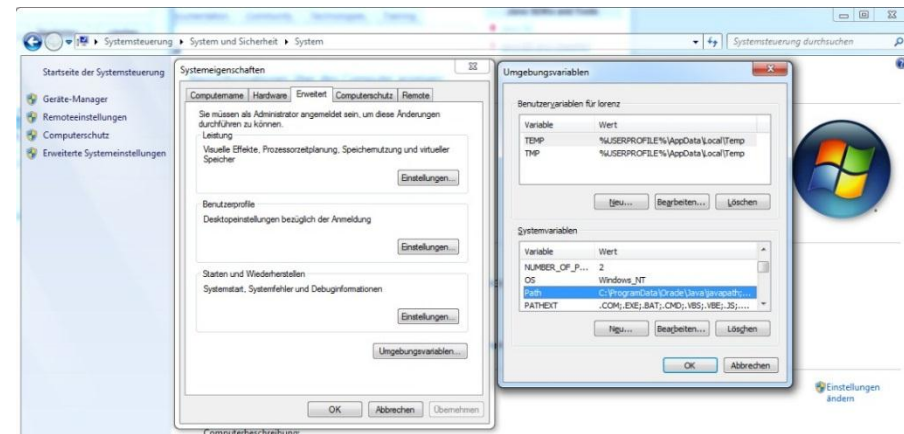 Systemsteuerung ▸ System und Sicherheit ▸ System
Systemsteuerung durchsuchen
Startseite der Systemsteuerung
Geräte-Manager
Remoteeinstellungen
Computerschutz
Erweiterte Systemeinstellungen
Systemeigenschaften
Computername Hardware Erweitert Computerschutz Remote
Sie müssen als Administrator angemeldet sein, um diese Änderungen
durchführen zu können.
Leistung
Visuelle Effekte, Prozessorzeitplanung, Speichernutzung und virtueller
Speicher
Einstellungen...
Benutzerprofile
Desktopeinstellungen bezüglich der Anmeldung
Einstellungen...
Starten und Wiederherstellen
Systemstart, Systemfehler und Debuginformationen
Einstellungen...
Umgebungsvariablen...
OK Abbrechen Übernehmen
Computerbeschreibung:
Umgebungsvariablen
Benutzervariablen für lorenz
Variable Wert
TEMP %USERPROFILE%\AppData\Local\Temp
TMP %USERPROFILE%\AppData\Local\Temp
Neu... Bearbeiten... Löschen
Systemvariablen
Variable Wert
NUMBER_OF_P... 2
OS Windows_NT
Path C:\ProgramData\Oracle\Java\javapath;...
PATHEXT .COM;.EXE;.BAT;.CMD;.VBS;.VBE;.JS;....
Neu... Bearbeiten... Löschen
OK Abbrechen
Einstellungen
ändern